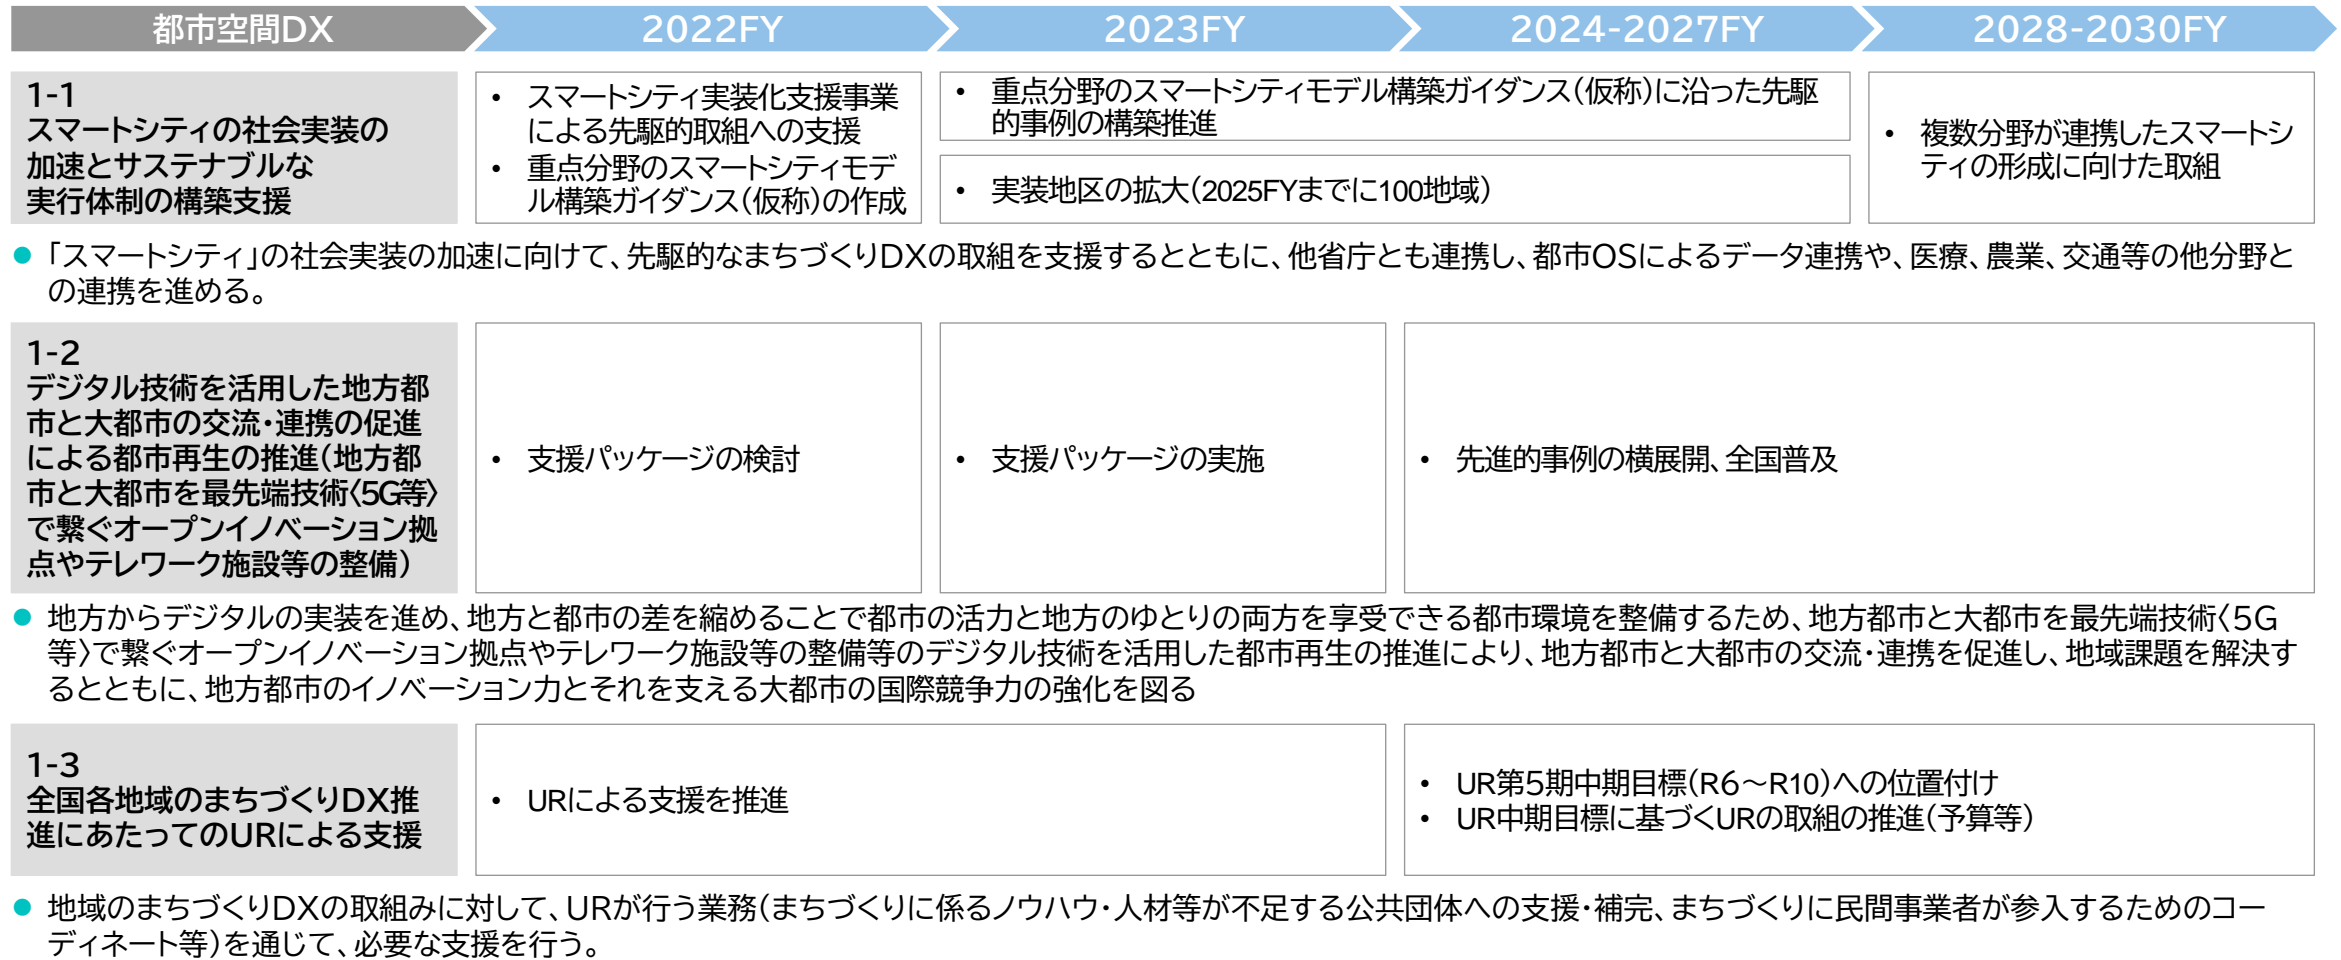 都市空間DX
2022FY
2023FY
2024-2027FY
2028-2030FY
1-1
スマートシティの社会実装の
加速とサステナブルな
実行体制の構築支援
• スマートシティ実装化支援事業
による先駆的取組への支援
• 重点分野のスマートシティモデ
ル構築ガイダンス(仮称)の作成
• 重点分野のスマートシティモデル構築ガイダンス(仮称)に沿った先駆
的事例の構築推進
• 実装地区の拡大(2025FYまでに100地域)
• 複数分野が連携したスマートシ
ティの形成に向けた取組
● 「スマートシティ」の社会実装の加速に向けて、先駆的なまちづくりDXの取組を支援するとともに、他省庁とも連携し、都市OSによるデータ連携や、医療、農業、交通等の他分野と
の連携を進める。
1-2
デジタル技術を活用した地方都
市と大都市の交流・連携の促進
による都市再生の推進(地方都
市と大都市を最先端技術〈5G等〉
で繋ぐオープンイノベーション拠
点やテレワーク施設等の整備)
• 支援パッケージの検討
• 支援パッケージの実施
• 先進的事例の横展開、全国普及
● 地方からデジタルの実装を進め、地方と都市の差を縮めることで都市の活力と地方のゆとりの両方を享受できる都市環境を整備するため、地方都市と大都市を最先端技術〈5G
等〉で繋ぐオープンイノベーション拠点やテレワーク施設等の整備等のデジタル技術を活用した都市再生の推進により、地方都市と大都市の交流・連携を促進し、地域課題を解決す
るとともに、地方都市のイノベーション力とそれを支える大都市の国際競争力の強化を図る
1-3
全国各地域のまちづくりDX推
進にあたってのURによる支援
• URによる支援を推進
• UR第5期中期目標(R6～R10)への位置付け
• UR中期目標に基づくURの取組の推進(予算等)
● 地域のまちづくりDXの取組みに対して、URが行う業務(まちづくりに係るノウハウ・人材等が不足する公共団体への支援・補完、まちづくりに民間事業者が参入するためのコー
ディネート等)を通じて、必要な支援を行う。